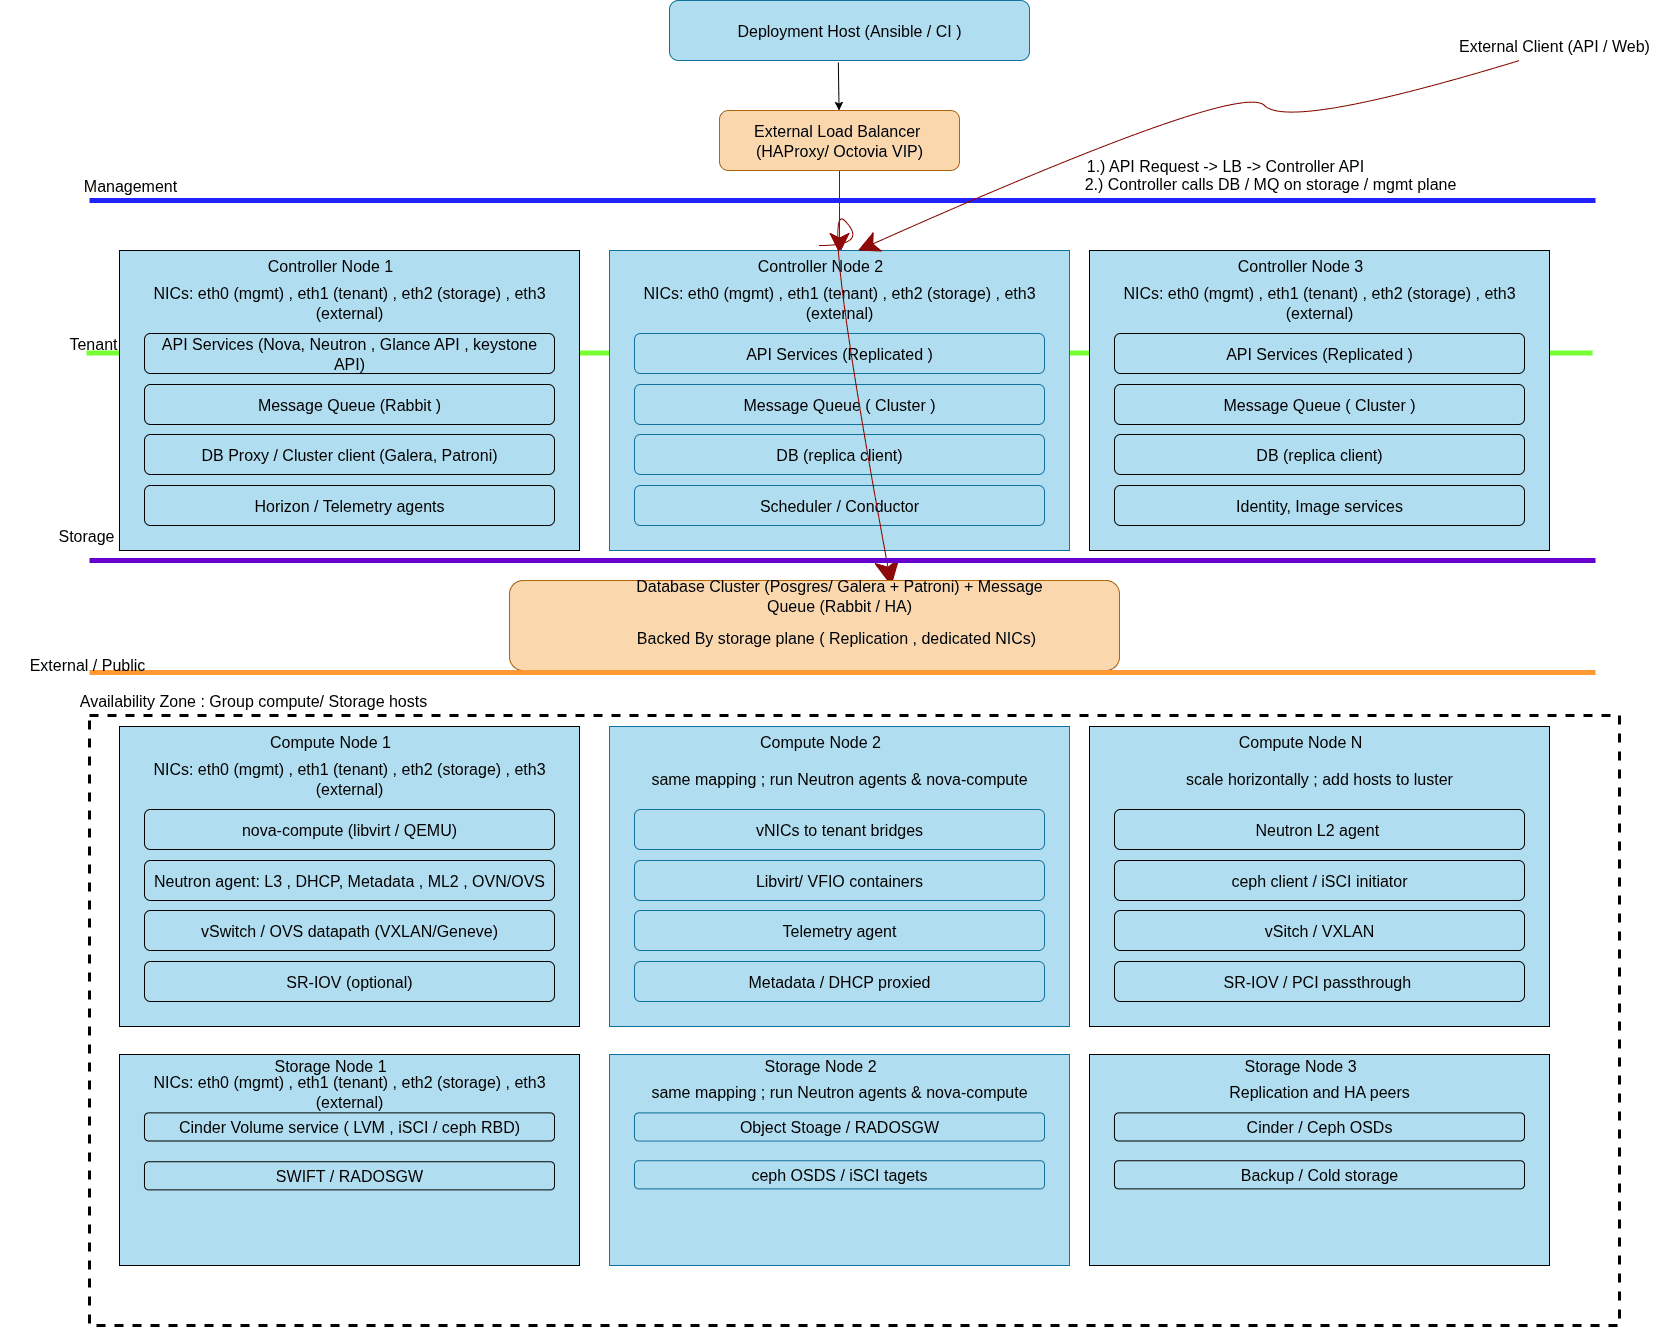 Deployment Host (Ansible / CI )
External Client (API / Web)
External Load Balancer
(HAProxy/ Octovia VIP)
1.) API Request -> LB -> Controller API
2.) Controller calls DB / MQ on storage / mgmt plane
Management
Controller Node 1
NICs: eth0 (mgmt) , eth1 (tenant) , eth2 (storage) , eth3
(external)
API Services (Nova, Neutron , Glance API , keystone
API)
Message Queue (Rabbit )
DB Proxy / Cluster client (Galera, Patroni)
Horizon / Telemetry agents
Controller Node 2
NICs: eth0 (mgmt) , eth1 (tenant) , eth2 (storage) , eth3
(external)
API Services (Replicated )
Message Queue ( Cluster )
DB (replica client)
Scheduler / Conductor
Controller Node 3
NICs: eth0 (mgmt) , eth1 (tenant) , eth2 (storage) , eth3
(external)
API Services (Replicated )
Message Queue ( Cluster )
DB (replica client)
Identity, Image services
Tenant
Storage
Database Cluster (Posgres/ Galera + Patroni) + Message
Queue (Rabbit / HA)
Backed By storage plane ( Replication , dedicated NICs)
External / Public
Availability Zone : Group compute/ Storage hosts
Compute Node 1
NICs: eth0 (mgmt) , eth1 (tenant) , eth2 (storage) , eth3
(external)
nova-compute (libvirt / QEMU)
Neutron agent: L3 , DHCP, Metadata , ML2 , OVN/OVS
vSwitch / OVS datapath (VXLAN/Geneve)
SR-IOV (optional)
Compute Node 2
same mapping ; run Neutron agents & nova-compute
vNICs to tenant bridges
Libvirt/ VFIO containers
Telemetry agent
Metadata / DHCP proxied
Compute Node N
scale horizontally ; add hosts to luster
Neutron L2 agent
ceph client / iSCI initiator
vSitch / VXLAN
SR-IOV / PCI passthrough
Storage Node 1
NICs: eth0 (mgmt) , eth1 (tenant) , eth2 (storage) , eth3
(external)
Cinder Volume service ( LVM , iSCI / ceph RBD)
SWIFT / RADOSGW
Storage Node 2
same mapping ; run Neutron agents & nova-compute
Object Stoage / RADOSGW
ceph OSDS / iSCI tagets
Storage Node 3
Replication and HA peers
Cinder / Ceph OSDs
Backup / Cold storage